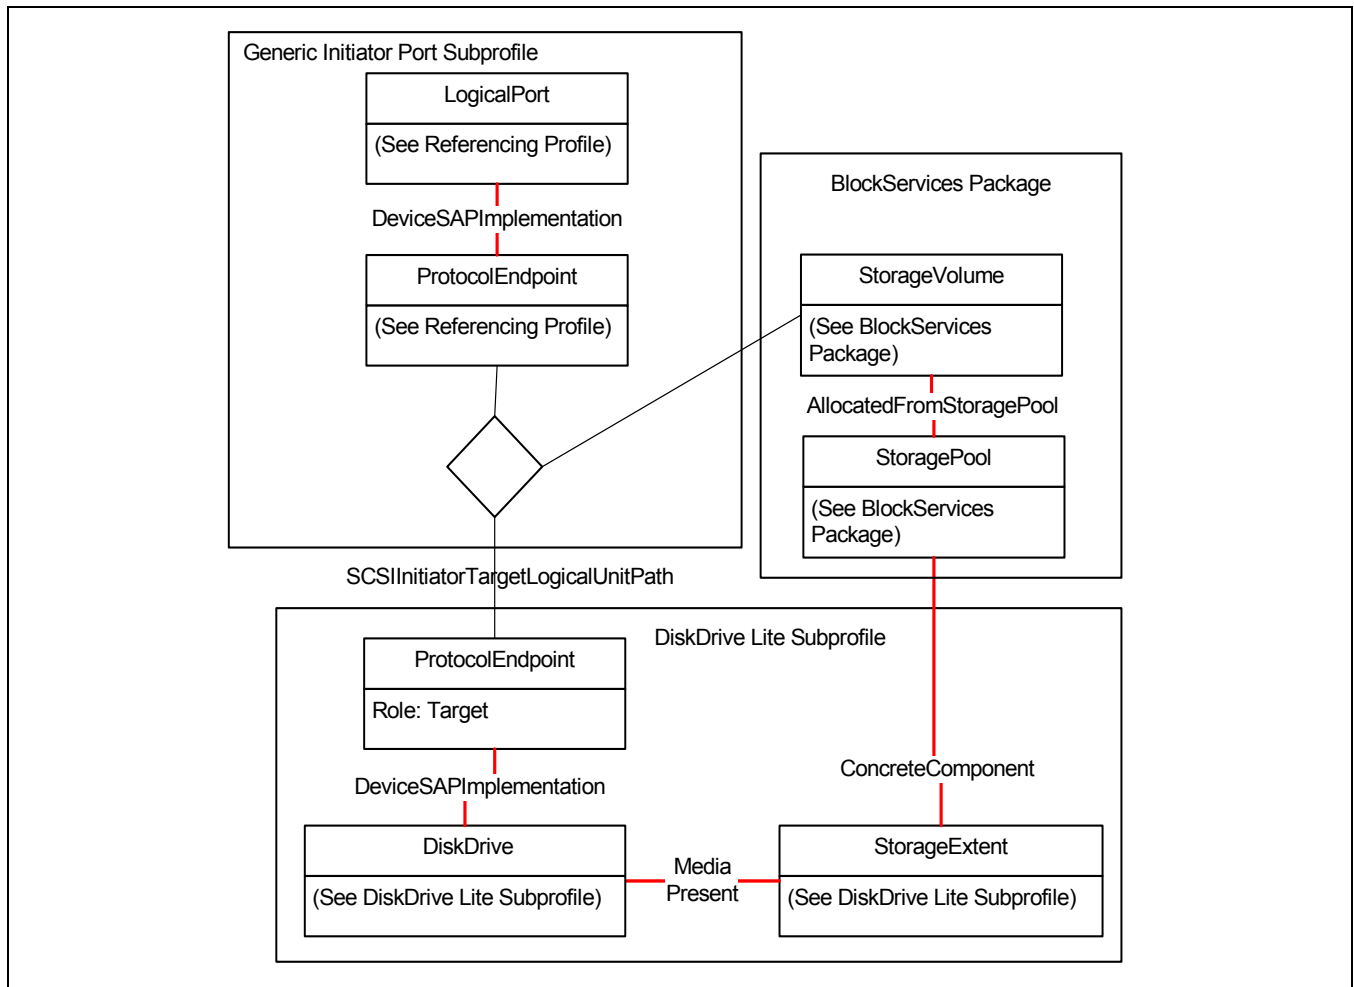 Generic Initiator Port Subprofile
LogicalPort
(See Referencing Profile)
DeviceSAPImplementation
ProtocolEndpoint
(See Referencing Profile)
BlockServices Package
StorageVolume
(See BlockServices
Package)
AllocatedFromStoragePool
StoragePool
(See BlockServices
Package)
SCSIInitiatorTargetLogicalUnitPath
DiskDrive Lite Subprofile
ProtocolEndpoint
Role: Target
DeviceSAPImplementation
ConcreteComponent
DiskDrive
(See DiskDrive Lite Subprofile)
Media
Present
StorageExtent
(See DiskDrive Lite Subprofile)